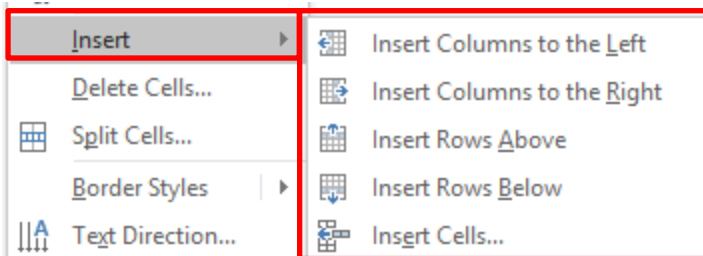 Insert
Delete Cells...
Split Cells...
Border Styles
Text Direction...
Insert Columns to the Left
Insert Columns to the Right
Insert Rows Above
Insert Rows Below
Insert Cells...